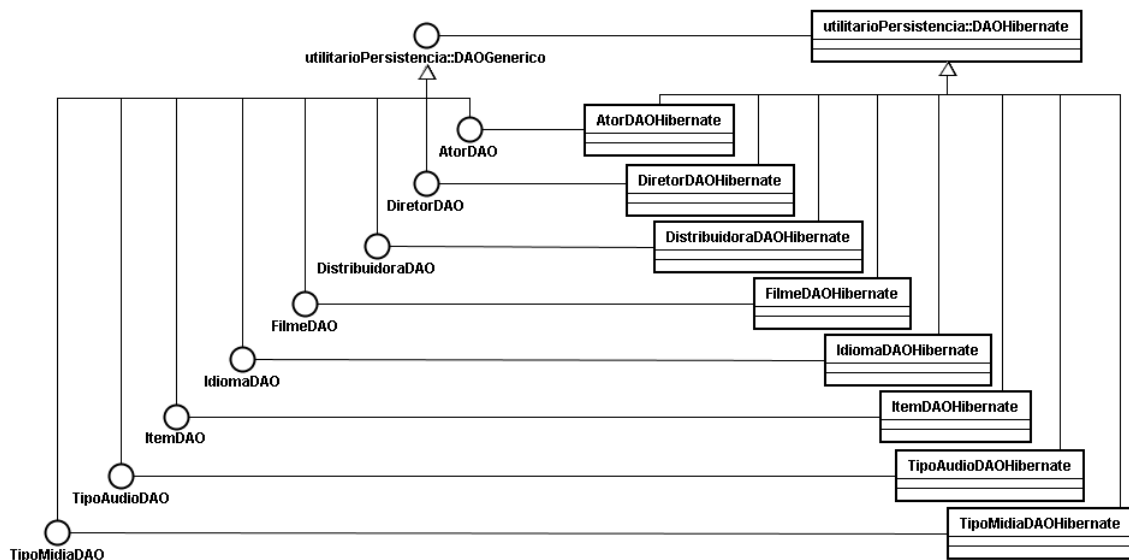 utilitarioPersistencia::DAOHibernate
utilitarioPersistencia::DAOGenerico
AtorDAOHibernate
AtorDAO
DiretorDAOHibernate
DiretorDAO
DistribuidoraDAOHibernate
DistribuidoraDAO
FilmeDAOHibernate
FilmeDAO
IdiomaDAOHibernate
IdiomaDAO
ItemDAOHibernate
ItemDAO
TipoAudioDAOHibernate
TipoAudioDAO
TipoMidiaDAOHibernate
TipoMidiaDAO